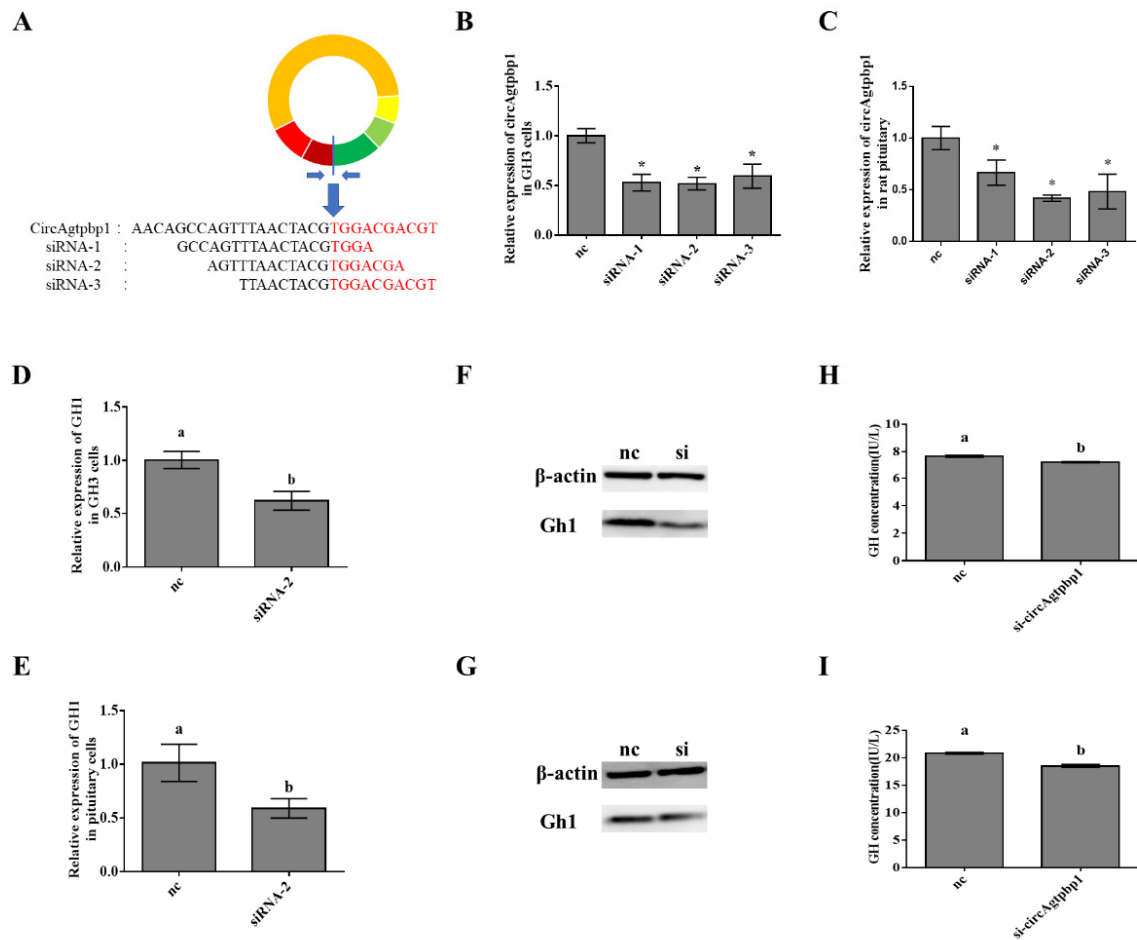 A
CircAgtpbp1 : AACAGCCAGTTTAACTACGTGGACGACGT
siRNA-1 : GCCAGTTTAACTACGTGGA
siRNA-2 : AGTTTAACTACGTGGACGA
siRNA-3 : TTAACTACGTGGACGACGT
B
Relative expression of circAgtpbp1
in GH3 cells
1.5
1.0
0.5
0.0
*
*
*
nc
siRNA-1
siRNA-2
siRNA-3
C
Relative expression of circAgtpbp1
in rat pituitary
1.5
1.0
0.5
0.0
*
*
*
nc
siRNA-1
siRNA-2
siRNA-3
D
Relative expression of GH1
in GH3 cells
1.5
1.0
0.5
0.0
a
b
nc
siRNA-2
F
nc si
β-actin
Gh1
H
GH concentration(IU/L)
10
8
6
4
2
0
a
b
nc
si-circAgtpbp1
E
Relative expression of GH1
in pituitary cells
1.5
1.0
0.5
0.0
a
b
nc
siRNA-2
G
nc si
β-actin
Gh1
I
GH concentration(IU/L)
25
20
15
10
5
0
a
b
nc
si-circAgtpbp1